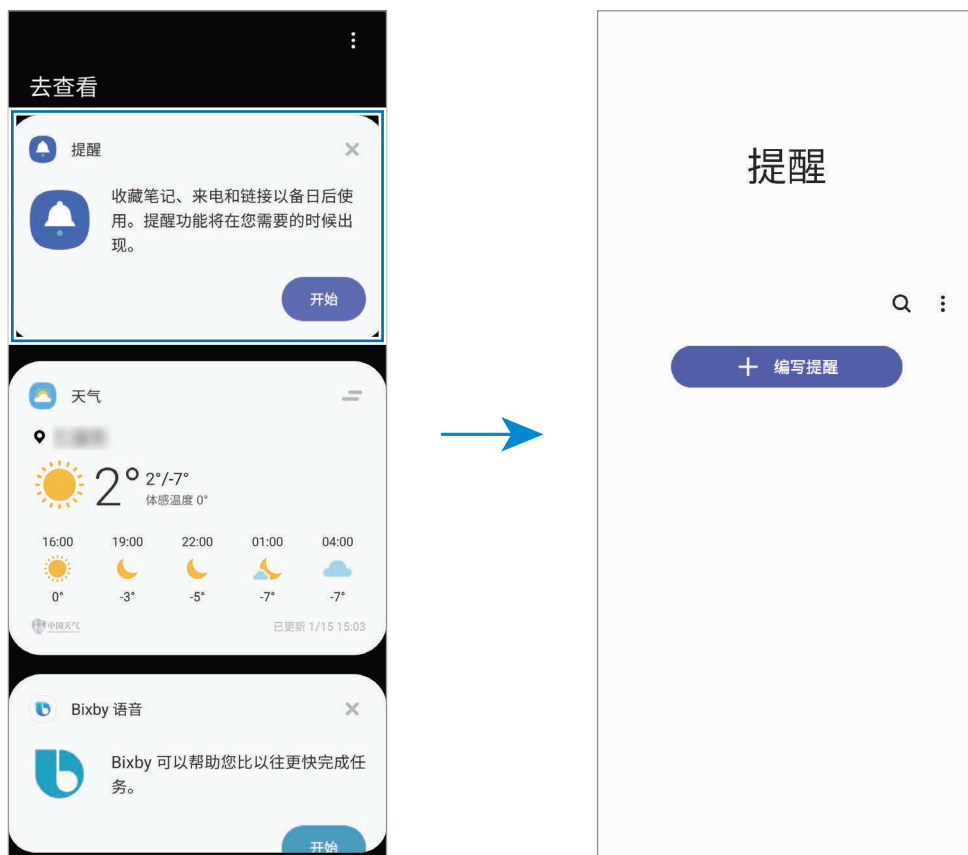 去查看
提醒
收藏笔记、来电和链接以备日后使
用。提醒功能将在您需要的时候出
现。
开始
天气
2° 2°/-7°
体感温度 0°
16:00 19:00 22:00 01:00 04:00
0° -3° -5° -7° -7°
中国天气 已更新 1/15 15:03
Bixby 语音
Bixby 可以帮助您比以往更快完成任
务。
开始
提醒
编写提醒